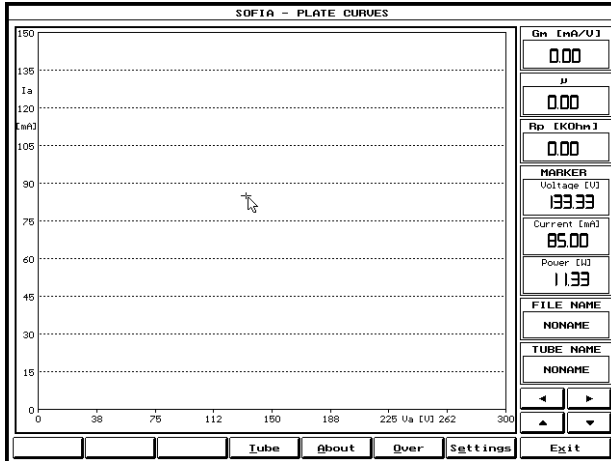 SOFIA - PLATE CURVES
150
135
Ia
120
[mA]
105
90
75
60
45
30
15
0
0 38 75 112 150 188 225 Va [V] 262 300
Gm [mA/V]
0.00
μ
0.00
Rp [KOhm]
0.00
MARKER
Voltage [V]
133.33
Current [mA]
85.00
Power [W]
11.33
FILE NAME
NONAME
TUBE NAME
NONAME
Tube About Over Settings Exit